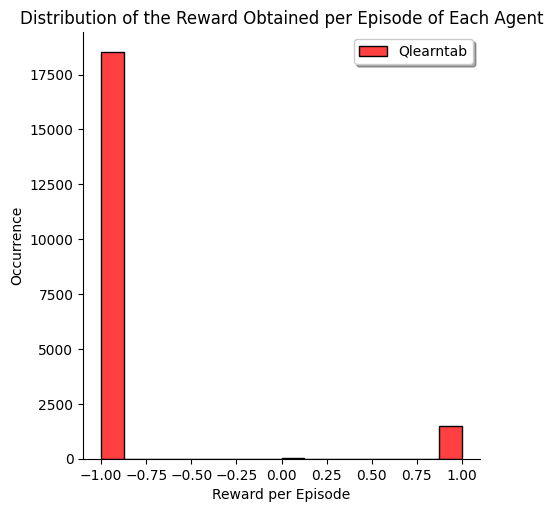 Distribution of the Reward Obtained per Episode of Each Agent
Qlearntab
17500
15000
12500
10000
7500
5000
2500
0
Occurrence
−1.00 −0.75 −0.50 −0.25 0.00 0.25 0.50 0.75 1.00
Reward per Episode